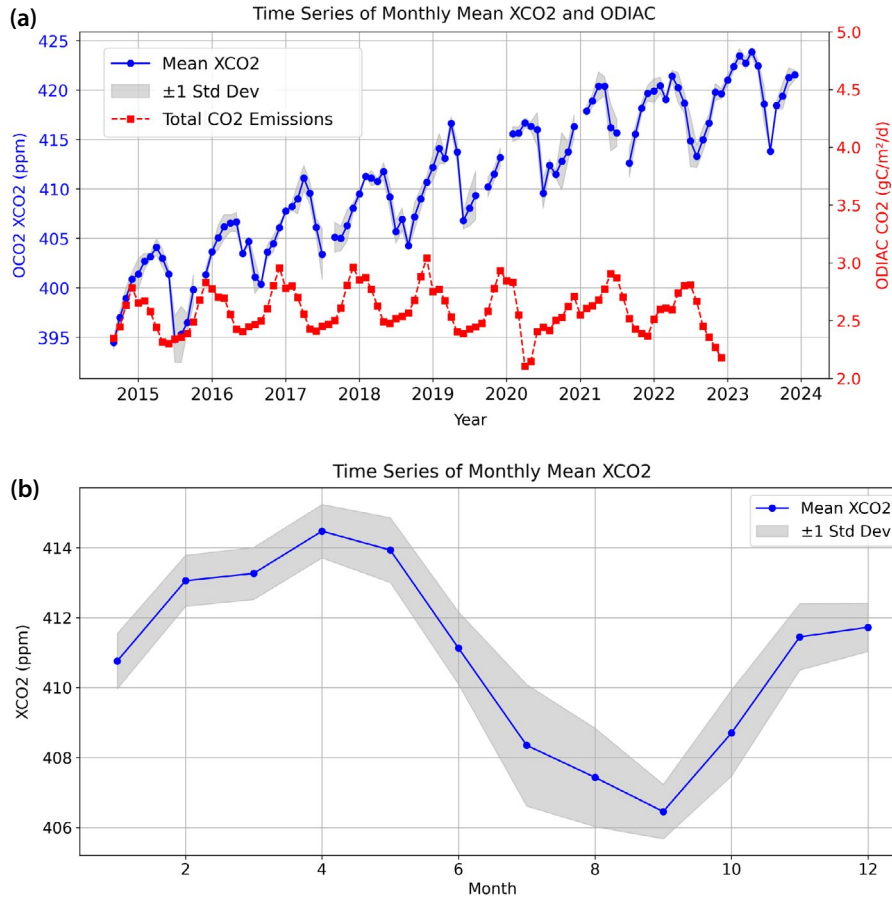 (a)
Time Series of Monthly Mean XCO2 and ODIAC
Mean XCO2
±1 Std Dev
Total CO2 Emissions
OCO2 XCO2 (ppm)
425
420
415
410
405
400
395
ODIAC CO2 (gC/m²/d)
5.0
4.5
4.0
3.5
3.0
2.5
2.0
2015 2016 2017 2018 2019 2020 2021 2022 2023 2024
Year
(b)
Time Series of Monthly Mean XCO2
Mean XCO2
±1 Std Dev
XCO2 (ppm)
414
412
410
408
406
2 4 6 8 10 12
Month